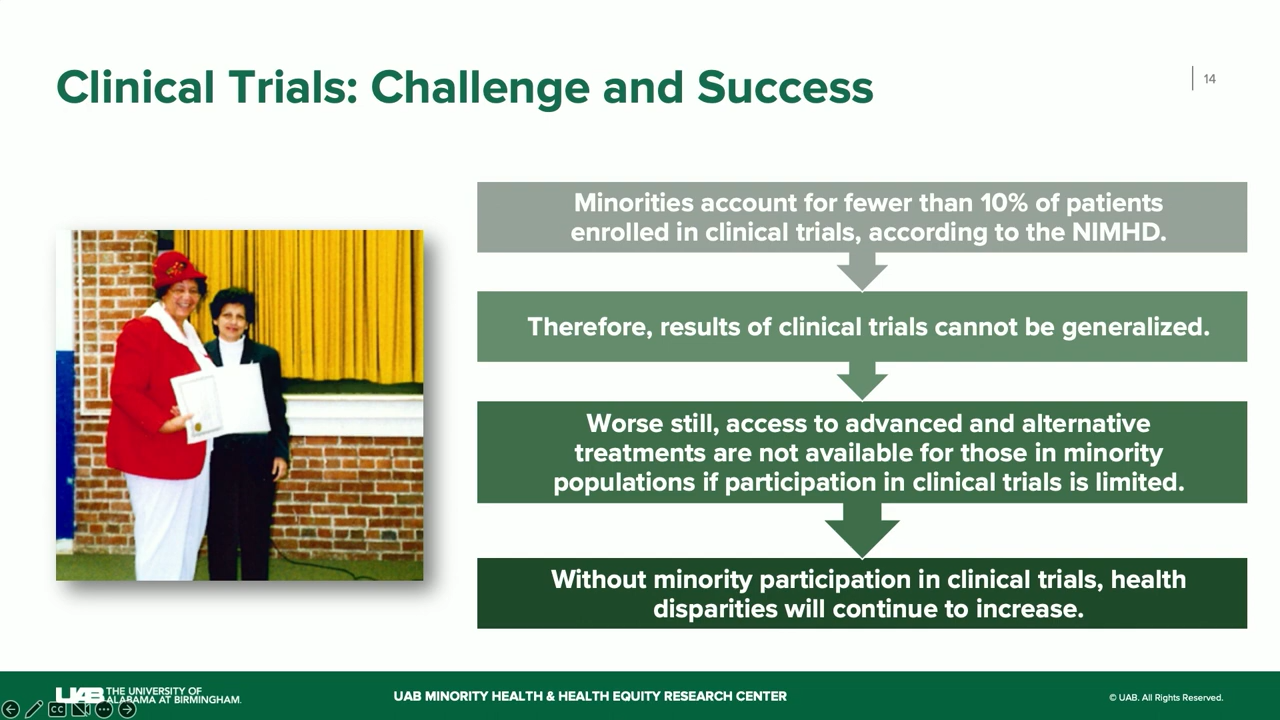 Clinical Trials: Challenge and Success
14
Minorities account for fewer than 10% of patients
enrolled in clinical trials, according to the NIMHD.
Therefore, results of clinical trials cannot be generalized.
Worse still, access to advanced and alternative
treatments are not available for those in minority
populations if participation in clinical trials is limited.
Without minority participation in clinical trials, health
disparities will continue to increase.
UAB THE UNIVERSITY OF
ALABAMA AT BIRMINGHAM.
UAB MINORITY HEALTH & HEALTH EQUITY RESEARCH CENTER
© UAB. All Rights Reserved.
CC